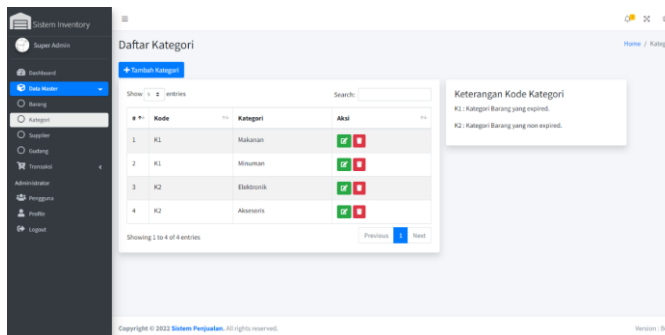 Sistem Inventory
Super Admin
Dashboard
Data Master
Barang
Kategori
Supplier
Gudang
Transaksi
Administrator
Pengguna
Profile
Logout
Daftar Kategori
Home / Kateg
+ Tambah Kategori
Show 5 entries
Search:
# Kode Kategori Aksi
1 K1 Makanan
2 K1 Minuman
3 K2 Elektronik
4 K2 Aksesoris
Showing 1 to 4 of 4 entries
Previous 1 Next
Keterangan Kode Kategori
K1 : Kategori Barang yang expired.
K2 : Kategori Barang yang non expired.
Copyright © 2022 Sistem Penjualan. All rights reserved.
Version :